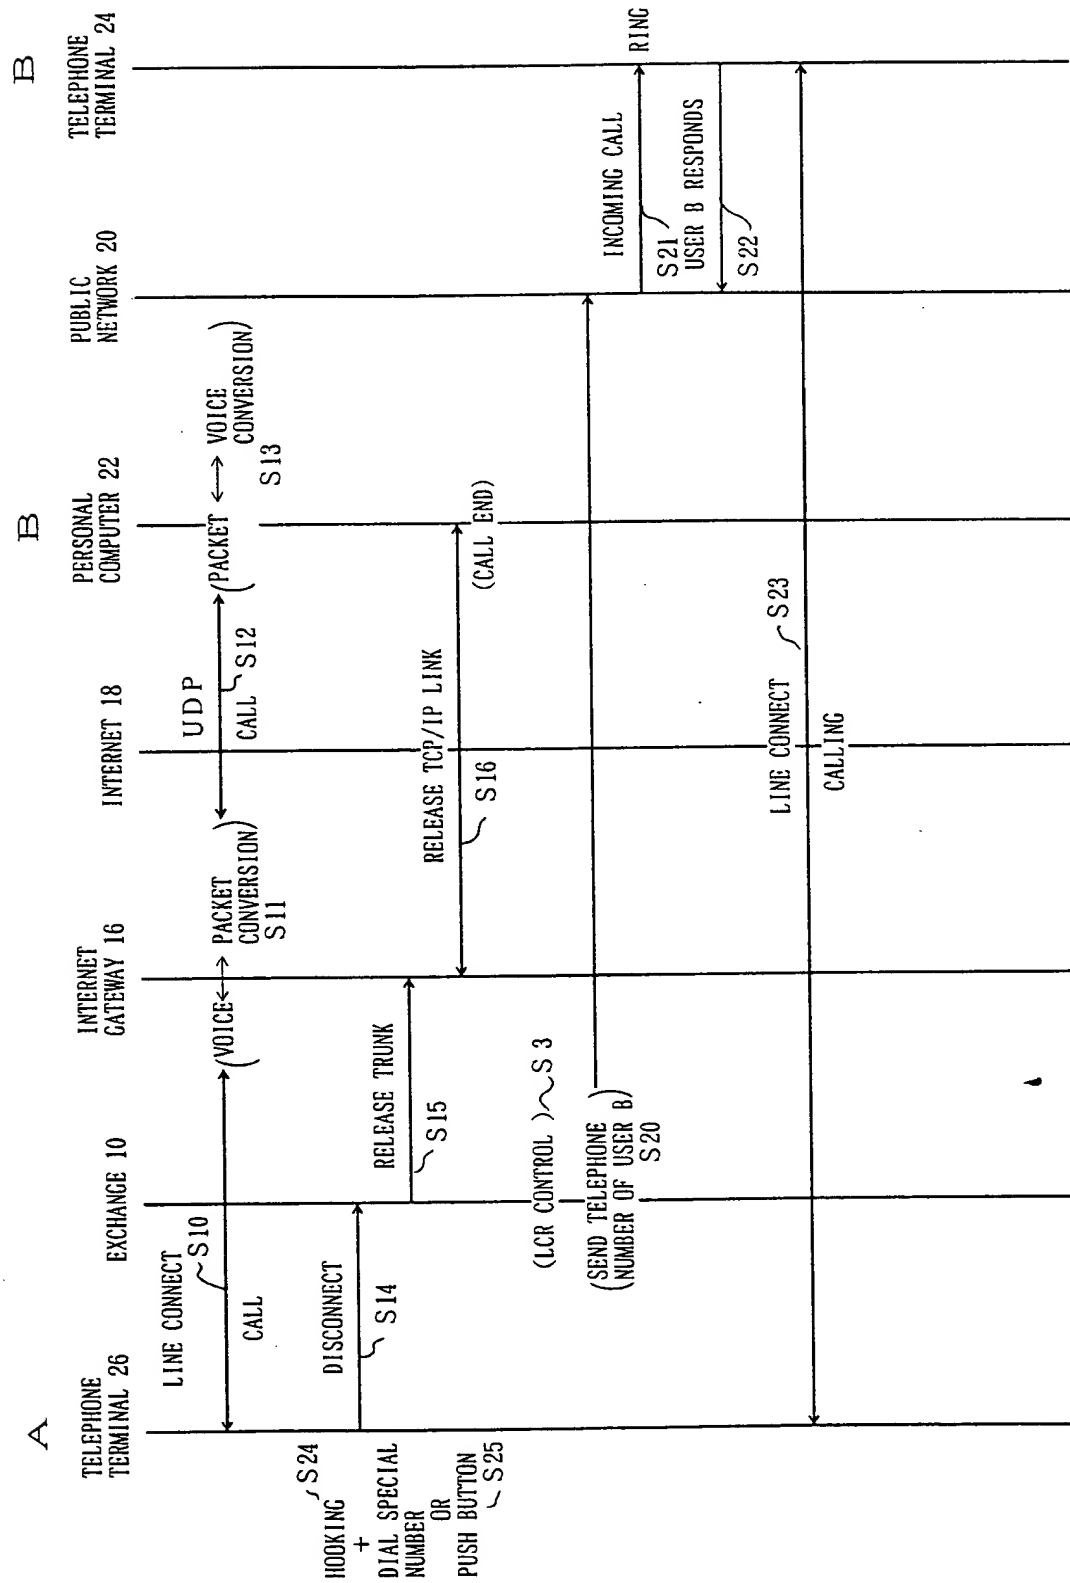 A
B
B
TELEPHONE
TERMINAL 26
EXCHANGE 10
INTERNET
GATEWAY 16
INTERNET 18
PERSONAL
COMPUTER 22
PUBLIC
NETWORK 20
TELEPHONE
TERMINAL 24
LINE CONNECT
S10
CALL
(VOICE
PACKET
CONVERSION)
S11
UDP
CALL
S12
(PACKET
VOICE
CONVERSION)
S13
HOOKING
S24
+
DIAL SPECIAL
NUMBER
OR
PUSH BUTTON
S25
DISCONNECT
S14
RELEASE TRUNK
S15
RELEASE TCP/IP LINK
S16
(CALL END)
(LCR CONTROL )
S 3
(SEND TELEPHONE
NUMBER OF USER B)
S20
INCOMING CALL
RING
S21
USER B RESPONDS
S22
LINE CONNECT
S23
CALLING